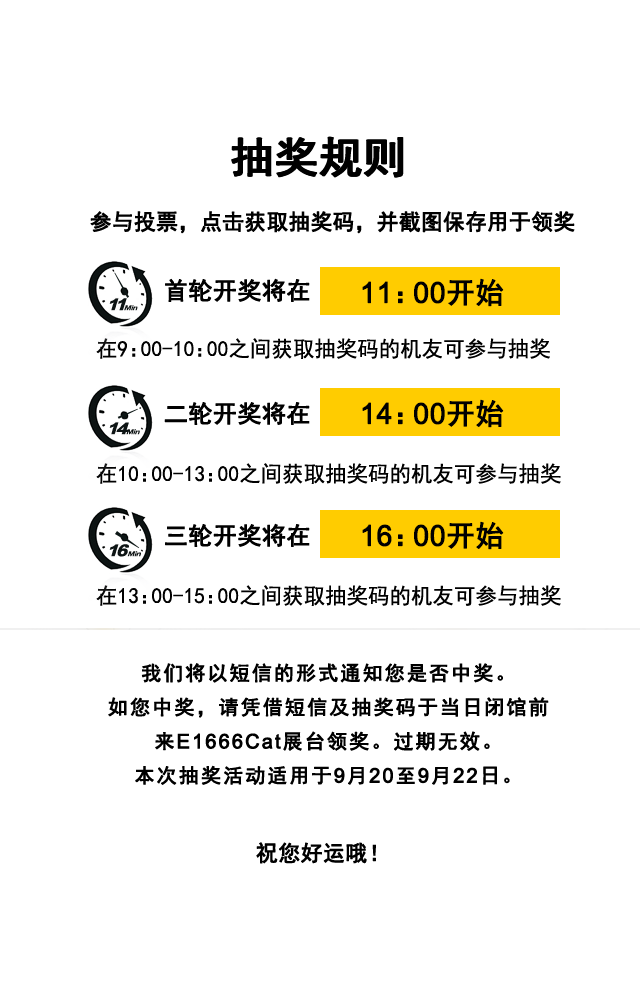 抽奖规则
参与投票，点击获取抽奖码，并截图保存用于领奖
11Min
首轮开奖将在
11：00开始
在9:00-10:00之间获取抽奖码的机友可参与抽奖
14Min
二轮开奖将在
14：00开始
在10:00-13:00之间获取抽奖码的机友可参与抽奖
16Min
三轮开奖将在
16：00开始
在13:00-15:00之间获取抽奖码的机友可参与抽奖
我们将以短信的形式通知您是否中奖。
如您中奖，请凭借短信及抽奖码于当日闭馆前
来E1666Cat展台领奖。过期无效。
本次抽奖活动适用于9月20至9月22日。
祝您好运哦！